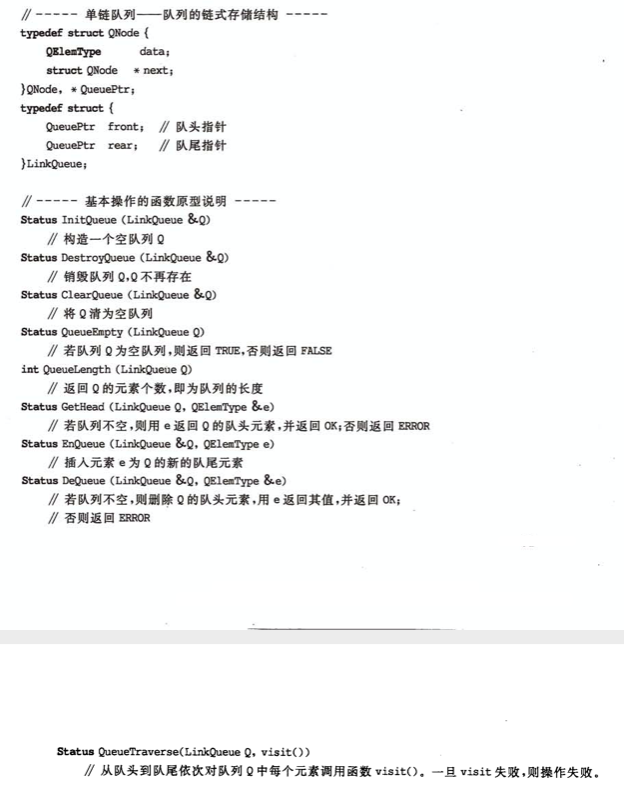 // ----- 单链队列——队列的链式存储结构 -----
typedef struct QNode {
QElemType data;
struct QNode *next;
}QNode, *QueuePtr;
typedef struct {
QueuePtr front; // 队头指针
QueuePtr rear; // 队尾指针
}LinkQueue;
// ----- 基本操作的函数原型说明 -----
Status InitQueue (LinkQueue &Q)
// 构造一个空队列 Q
Status DestroyQueue (LinkQueue &Q)
// 销毁队列 Q,Q 不再存在
Status ClearQueue (LinkQueue &Q)
// 将 Q 清为空队列
Status QueueEmpty (LinkQueue Q)
// 若队列 Q 为空队列,则返回 TRUE,否则返回 FALSE
int QueueLength (LinkQueue Q)
// 返回 Q 的元素个数,即为队列的长度
Status GetHead (LinkQueue Q, QElemType &e)
// 若队列不空,则用 e 返回 Q 的队头元素,并返回 OK;否则返回 ERROR
Status EnQueue (LinkQueue &Q, QElemType e)
// 插入元素 e 为 Q 的新的队尾元素
Status DeQueue (LinkQueue &Q, QElemType &e)
// 若队列不空,则删除 Q 的队头元素,用 e 返回其值,并返回 OK;
// 否则返回 ERROR
Status QueueTraverse(LinkQueue Q, visit())
// 从队头到队尾依次对队列 Q 中每个元素调用函数 visit()。一旦 visit 失败,则操作失败。